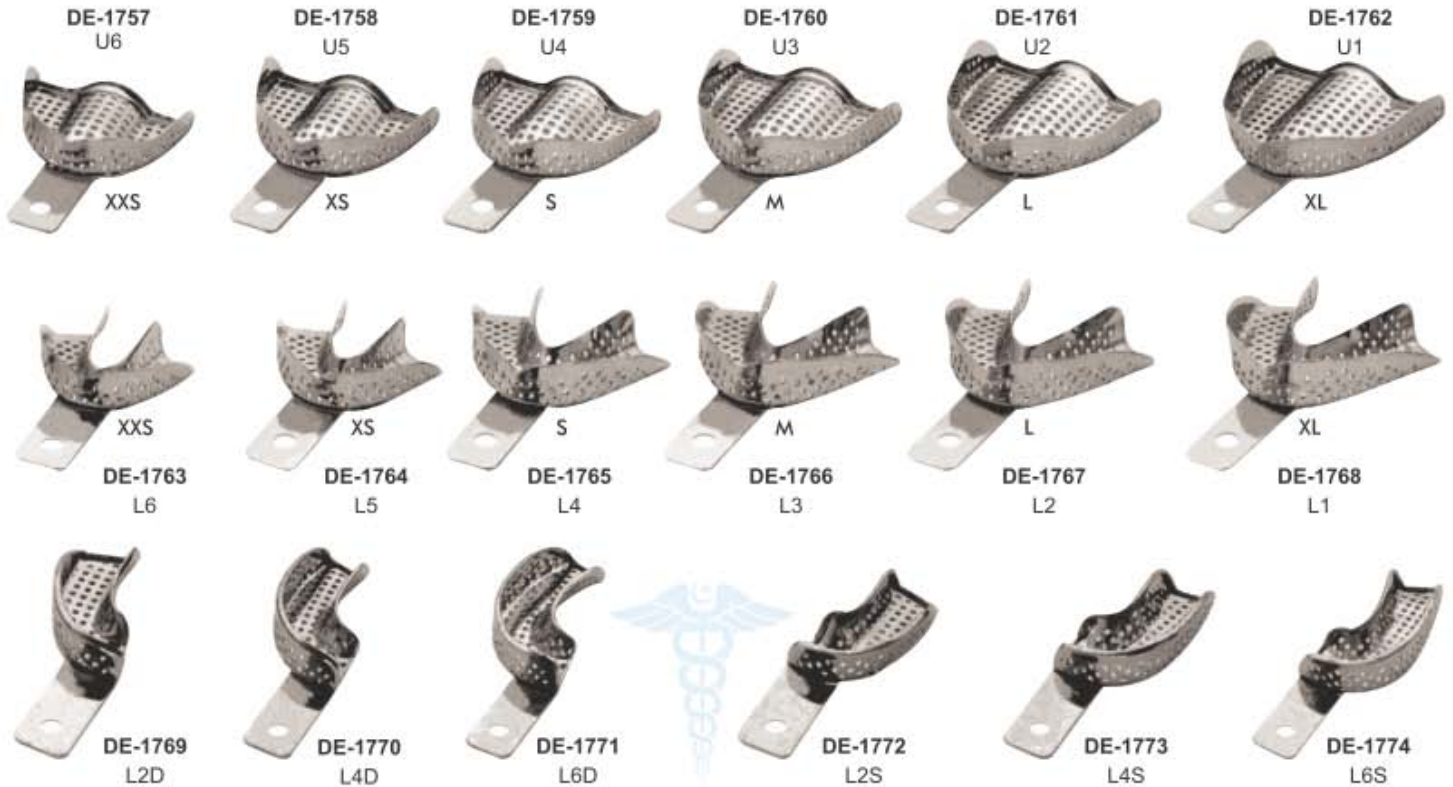 DE-1757 DE-1758 DE-1759 DE-1760 DE-1761 DE-1762
U6 U5 U4 U3 U2 U1
XXS XS S M L XL
XXS XS S M L XL
DE-1763 DE-1764 DE-1765 DE-1766 DE-1767 DE-1768
L6 L5 L4 L3 L2 L1
DE-1769 DE-1770 DE-1771 DE-1772 DE-1773 DE-1774
L2D L4D L6D L2S L4S L6S